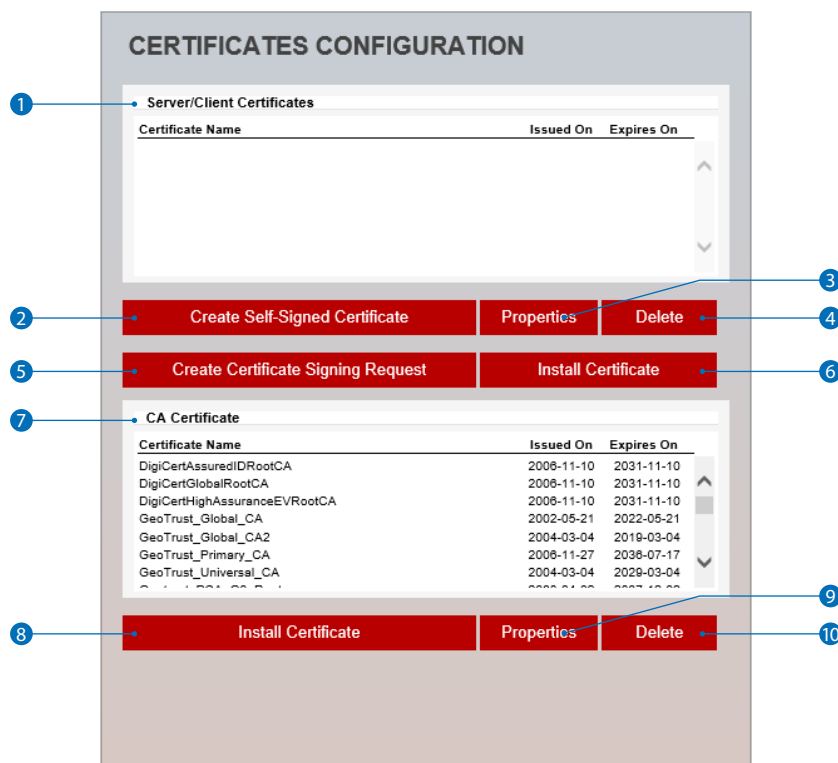 CERTIFICATES CONFIGURATION
1 Server/Client Certificates
Certificate Name Issued On Expires On
3
2 Create Self-Signed Certificate Properties Delete 4
5 Create Certificate Signing Request Install Certificate 6
7 CA Certificate
Certificate Name Issued On Expires On
DigiCertAssuredIDRootCA 2006-11-10 2031-11-10
DigiCertGlobalRootCA 2006-11-10 2031-11-10
DigiCertHighAssuranceEVRootCA 2006-11-10 2031-11-10
GeoTrust_Global_CA 2002-05-21 2022-05-21
GeoTrust_Global_CA2 2004-03-04 2019-03-04
GeoTrust_Primary_CA 2006-11-27 2036-07-17
GeoTrust_Universal_CA 2004-03-04 2029-03-04
9
8 Install Certificate Properties Delete 10